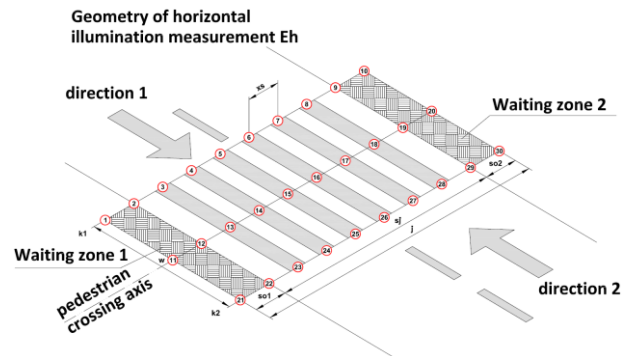 Geometry of horizontal
illumination measurement Eh
direction 1
xs
10
9
8
7
6
5
4
3
2
1
20
19
18
17
16
15
14
13
12
11
30
29
28
27
26
25
24
23
22
21
Waiting zone 2
so2
sj
j
k1
Waiting zone 1
w
pedestrian
crossing axis
k2
so1
direction 2